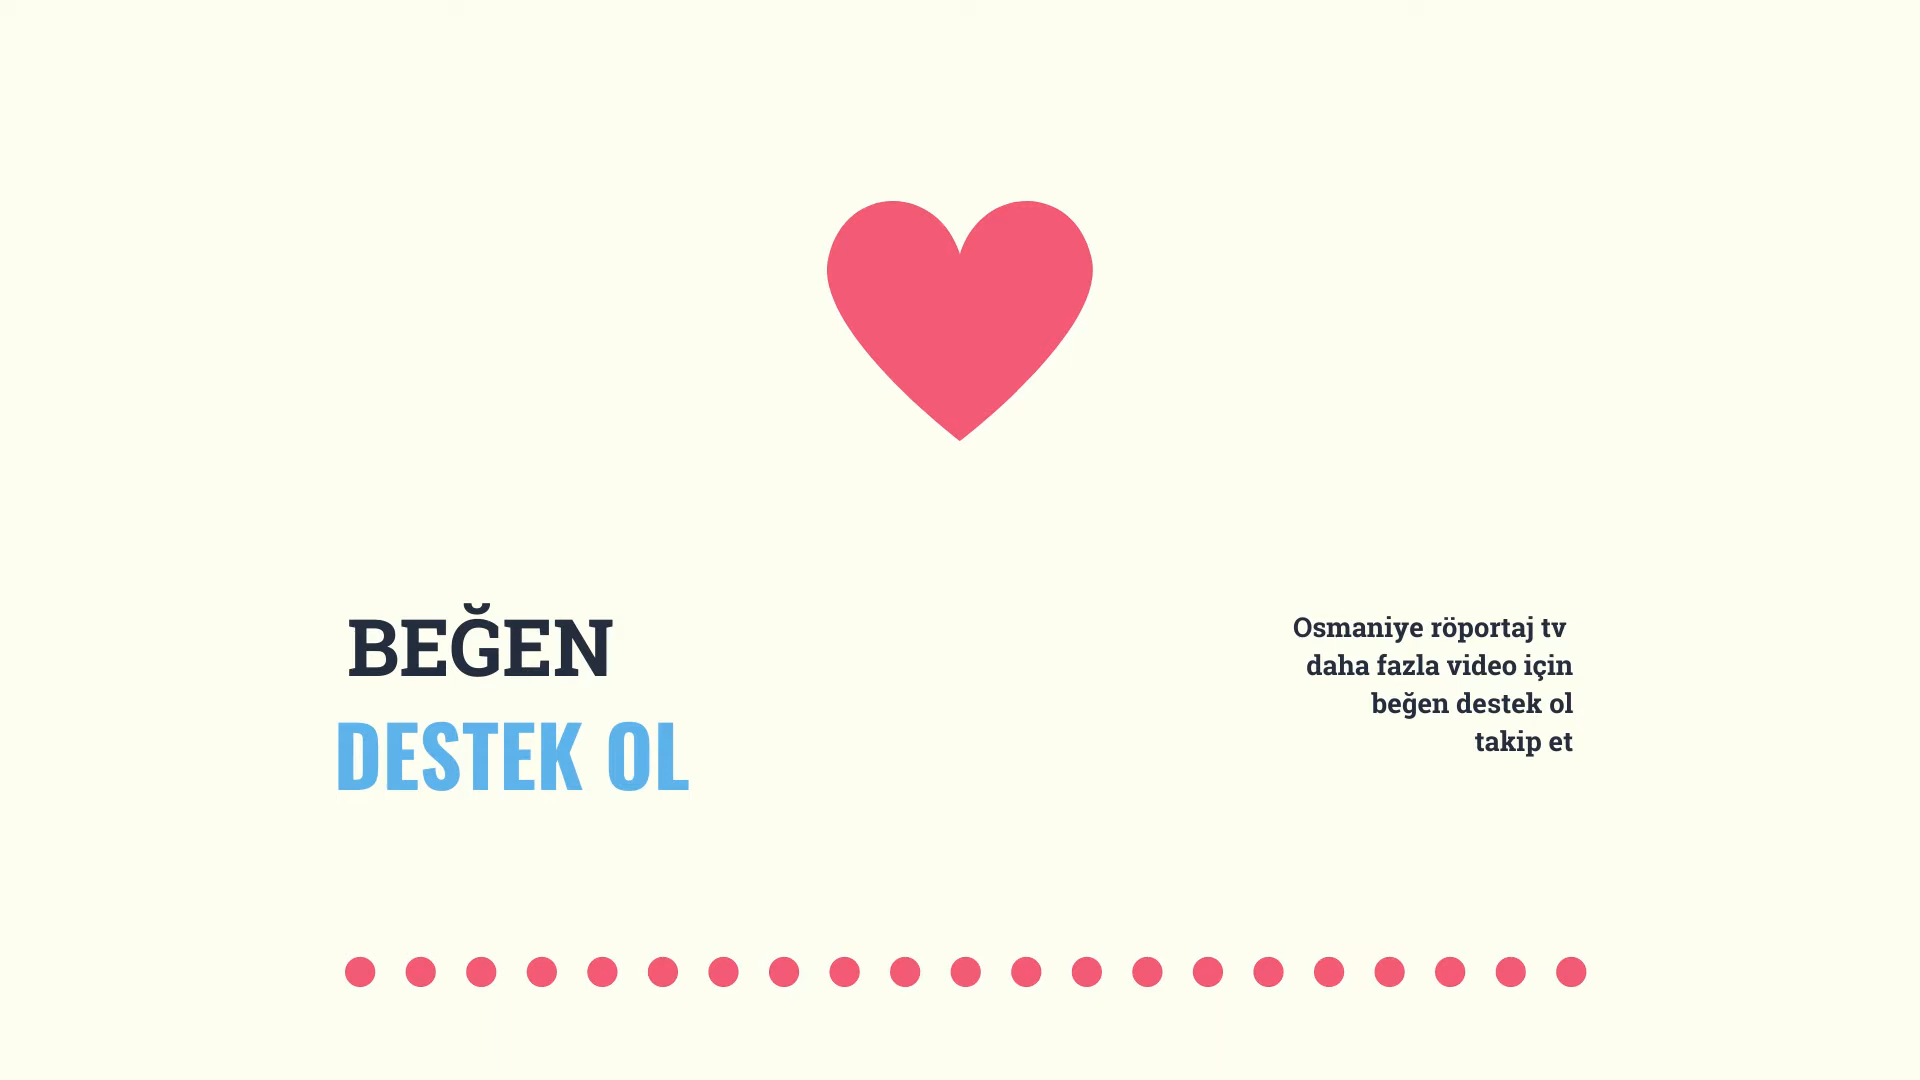 BEĞEN
DESTEK OL
Osmaniye röportaj tv
daha fazla video için
beğen destek ol
takip et